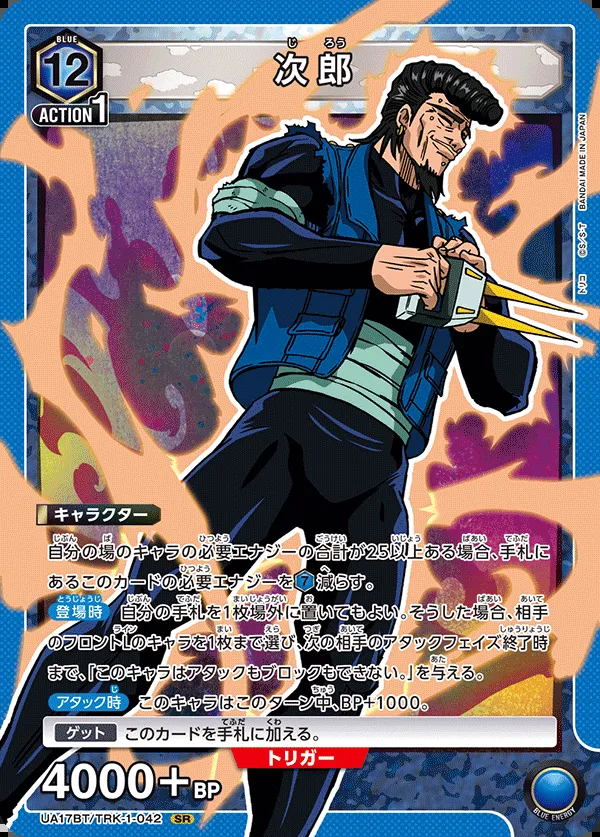 BLUE
12
ACTION1
じろう
次郎
BANDAI MADE IN JAPAN
©S/S・T
トリコ
キャラクター
自分の場のキャラの必要エナジーの合計が25以上ある場合、手札に
あるこのカードの必要エナジーを7減らす。
登場時 自分の手札を1枚場外に置いてもよい。そうした場合、相手
のフロントLのキャラを1枚まで選び、次の相手のアタックフェイズ終了時
まで、「このキャラはアタックもブロックもできない。」を与える。
アタック時 このキャラはこのターン中、BP+1000。
ゲット このカードを手札に加える。
トリガー
4000+BP
UA17BT/TRK-1-042 SR
BLUE ENERGY